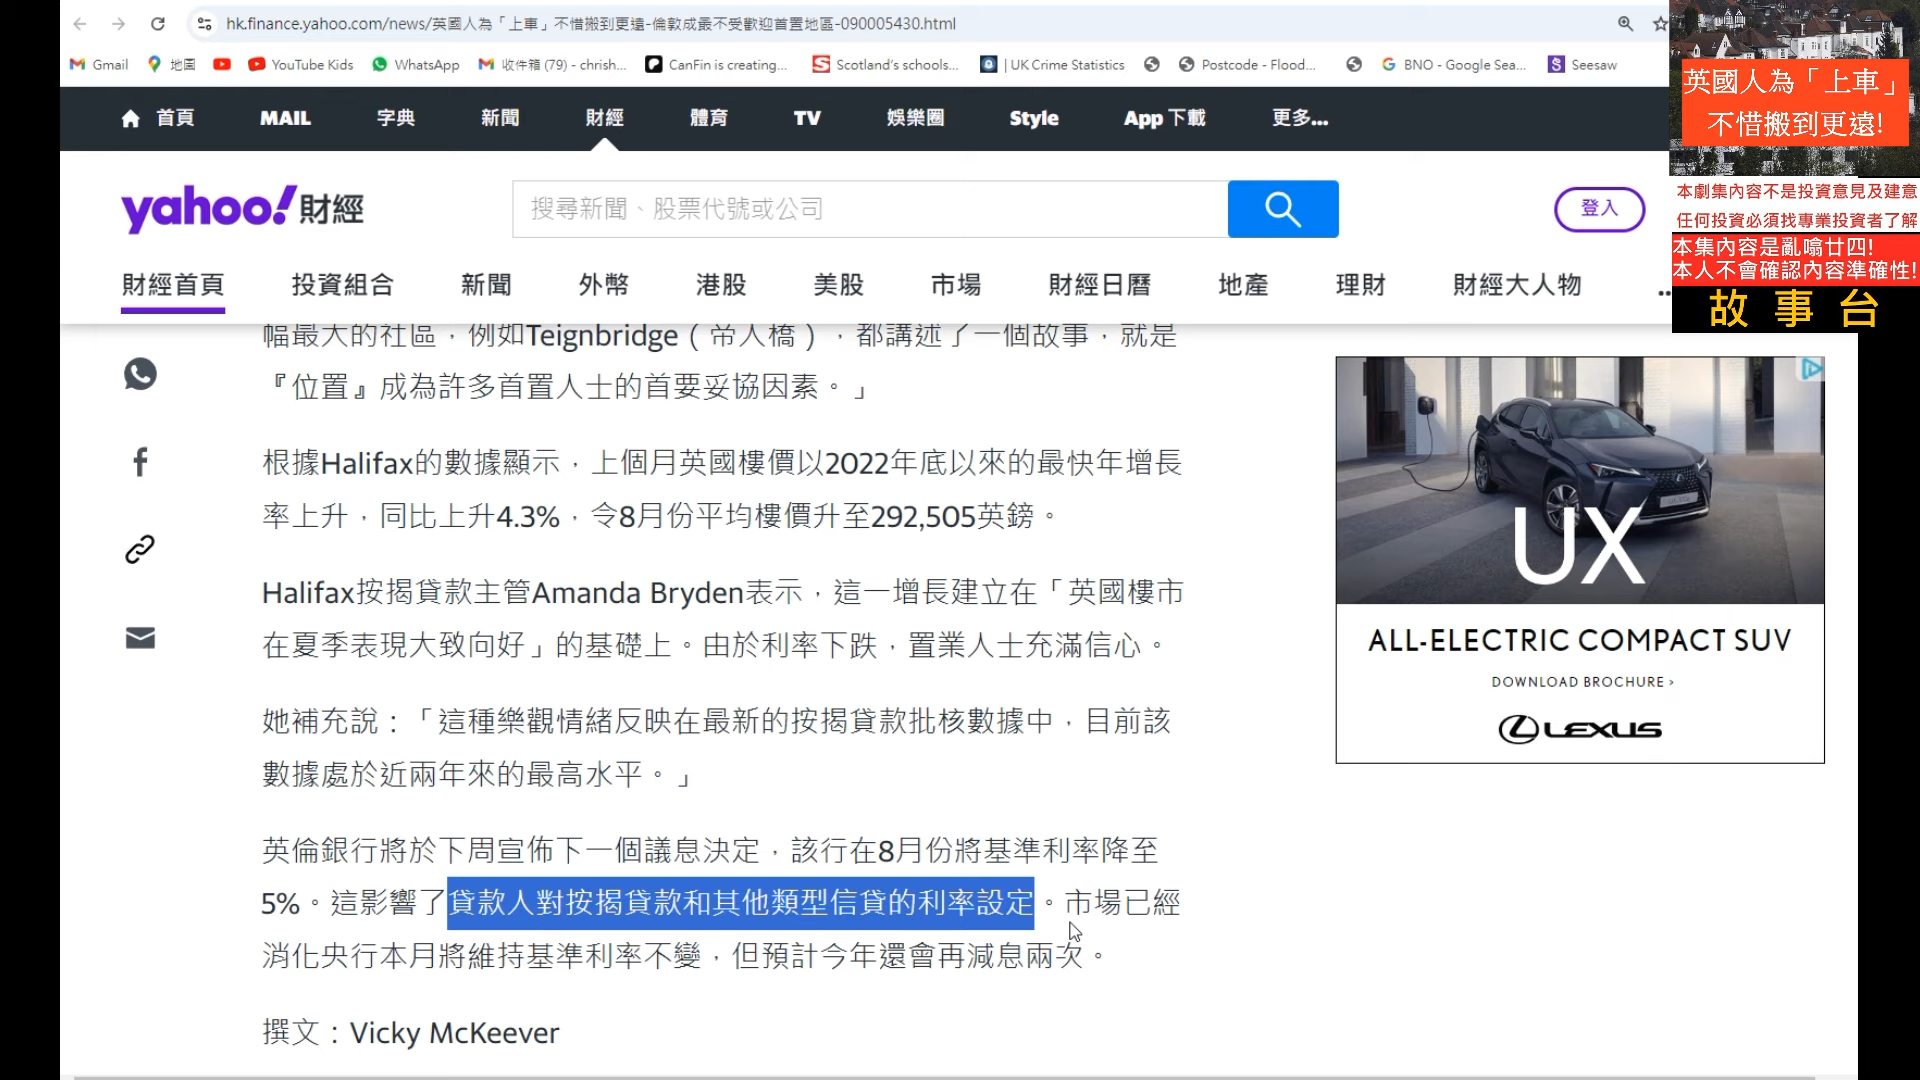 hk.finance.yahoo.com/news/英國人為「上車」不惜搬到更遠-倫敦成最不受歡迎首置地區-090005430.html
Gmail 地圖 YouTube Kids WhatsApp 收件箱 (79) - chrish... CanFin is creating... Scotland's schools... | UK Crime Statistics Postcode - Flood... BNO - Google Sea... Seesaw
首頁 MAIL 字典 新聞 財經 體育 TV 娛樂圈 Style App 下載 更多...
yahoo!財經
搜尋新聞、股票代號或公司
登入
財經首頁 投資組合 新聞 外幣 港股 美股 市場 財經日曆 地產 理財 財經大人物 ...
幅最大的社區，例如Teignbridge（帝人橋），都講述了一個故事，就是
『位置』成為許多首置人士的首要妥協因素。」
根據Halifax的數據顯示，上個月英國樓價以2022年底以來的最快年增長
率上升，同比上升4.3%，令8月份平均樓價升至292,505英鎊。
Halifax按揭貸款主管Amanda Bryden表示，這一增長建立在「英國樓市
在夏季表現大致向好」的基礎上。由於利率下跌，置業人士充滿信心。
她補充說：「這種樂觀情緒反映在最新的按揭貸款批核數據中，目前該
數據處於近兩年來的最高水平。」
英倫銀行將於下周宣佈下一個議息決定，該行在8月份將基準利率降至
5%。這影響了貸款人對按揭貸款和其他類型信貸的利率設定。市場已經
消化央行本月將維持基準利率不變，但預計今年還會再減息兩次。
撰文：Vicky McKeever
UX
ALL-ELECTRIC COMPACT SUV
DOWNLOAD BROCHURE >
LEXUS
英國人為「上車」
不惜搬到更遠!
本劇集內容不是投資意見及建意
任何投資必須找專業投資者了解
本集內容是亂噏廿四!
本人不會確認內容準確性!
故事台